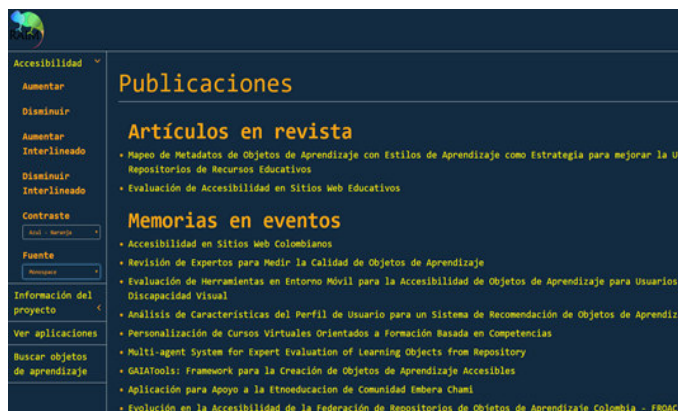 RAIM
Accesibilidad
Aumentar
Disminuir
Aumentar
Interlineado
Disminuir
Interlineado
Contraste
Azul - Naranja
Fuente
Monospace
Información del
proyecto
Ver aplicaciones
Buscar objetos
de aprendizaje
Publicaciones
Artículos en revista
• Mapeo de Metadatos de Objetos de Aprendizaje con Estilos de Aprendizaje como Estrategia para mejorar la U
Repositorios de Recursos Educativos
• Evaluación de Accesibilidad en Sitios Web Educativos
Memorias en eventos
• Accesibilidad en Sitios Web Colombianos
• Revisión de Expertos para Medir la Calidad de Objetos de Aprendizaje
• Evaluación de Herramientas en Entorno Móvil para la Accesibilidad de Objetos de Aprendizaje para Usuarios
Discapacidad Visual
• Análisis de Características del Perfil de Usuario para un Sistema de Recomendación de Objetos de Aprendiz
• Personalización de Cursos Virtuales Orientados a Formación Basada en Competencias
• Multi-agent System for Expert Evaluation of Learning Objects from Repository
• GAIATools: Framework para la Creación de Objetos de Aprendizaje Accesibles
• Aplicación para Apoyo a la Etnoeducacion de Comunidad Embera Chami
• Evolución en la Accesibilidad de la Federación de Repositorios de Objetos de Aprendizaje Colombia - FROAC